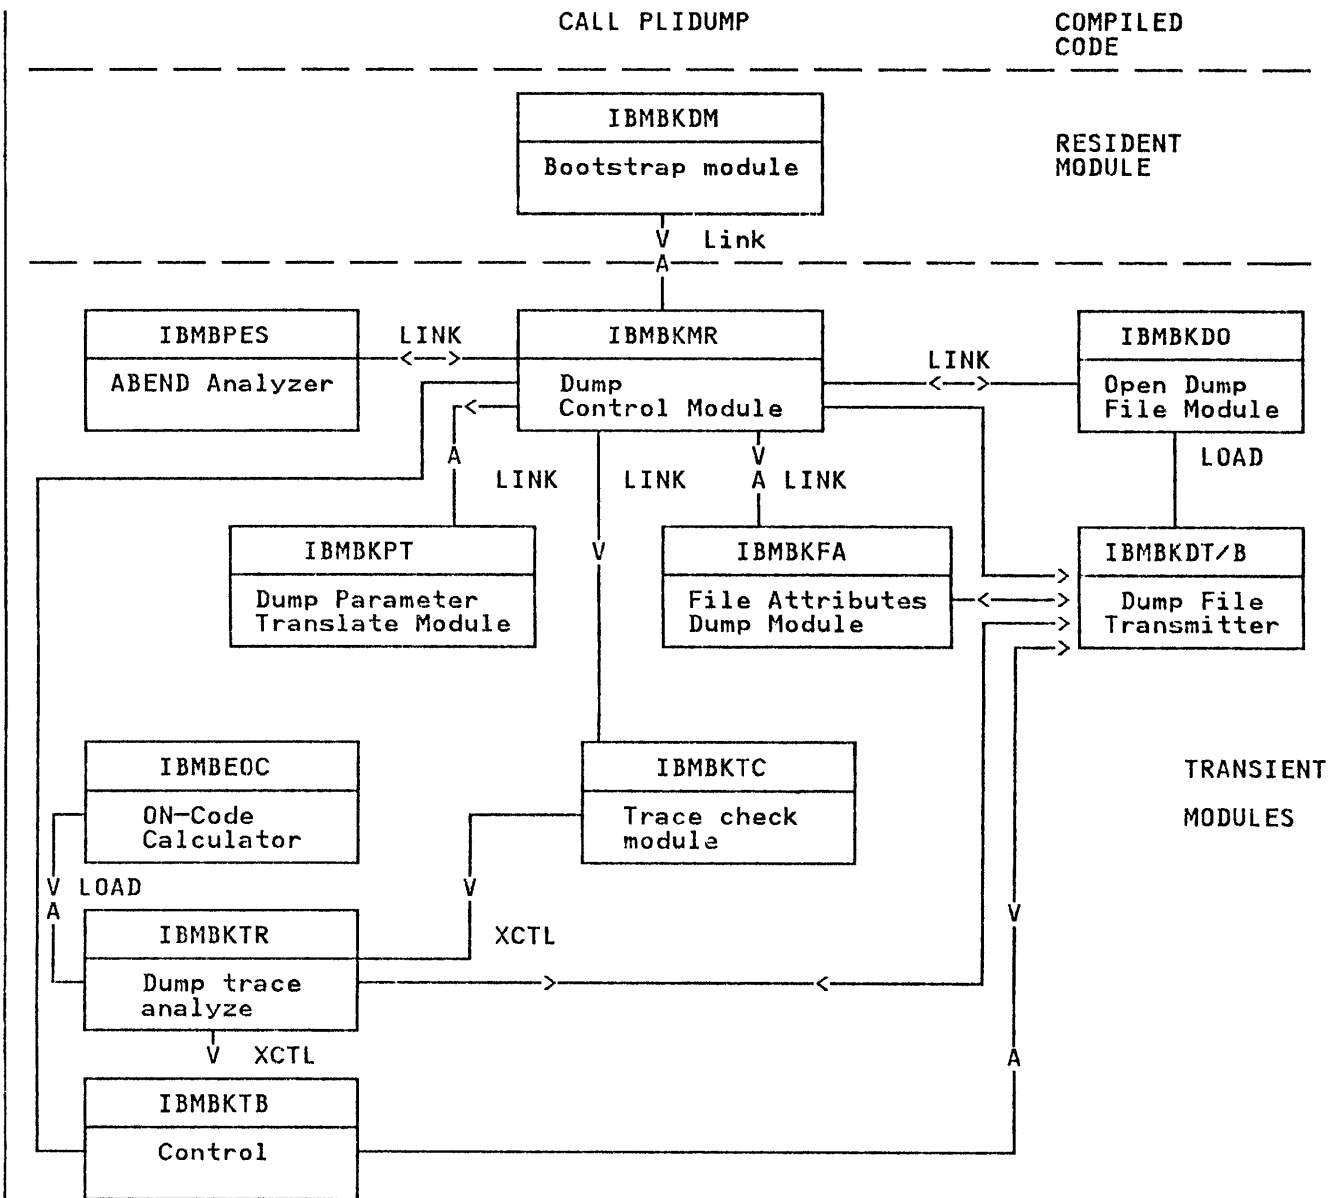 CALL PLIDUMP
COMPILED
CODE
IBMBKDM
Bootstrap module
RESIDENT
MODULE
V Link
A
IBMBPES
ABEND Analyzer
LINK
<—>
IBMBKMR
Dump
Control Module
LINK
<—>
IBMBKDO
Open Dump
File Module
<
A
LINK
LINK
V
A LINK
LOAD
IBMBKPT
Dump Parameter
Translate Module
V
IBMBKFA
File Attributes
Dump Module
<—>
IBMBKDT/B
Dump File
Transmitter
>
>
>
IBMBEOC
ON-Code
Calculator
IBMBKTC
Trace check
module
TRANSIENT
MODULES
V LOAD
A
V
V
IBMBKTR
Dump trace
analyze
XCTL
>
<
V XCTL
A
IBMBKTB
Control